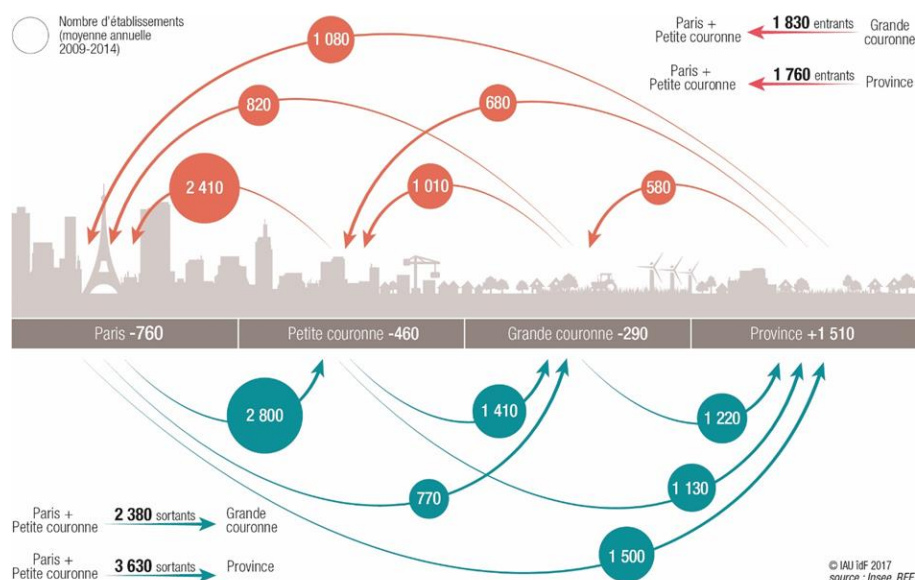 Nombre d'établissements
(moyenne annuelle
2009-2014)
1 080
820
2 410
680
1 010
580
Paris +
Petite couronne
1 830 entrants
Grande
couronne
Paris +
Petite couronne
1 760 entrants
Province
Paris -760
Petite couronne -460
Grande couronne -290
Province +1 510
2 800
1 410
1 220
770
1 130
1 500
Paris +
Petite couronne
2 380 sortants
Grande
couronne
Paris +
Petite couronne
3 630 sortants
Province
© IAU îdF 2017
source : Insee, REE